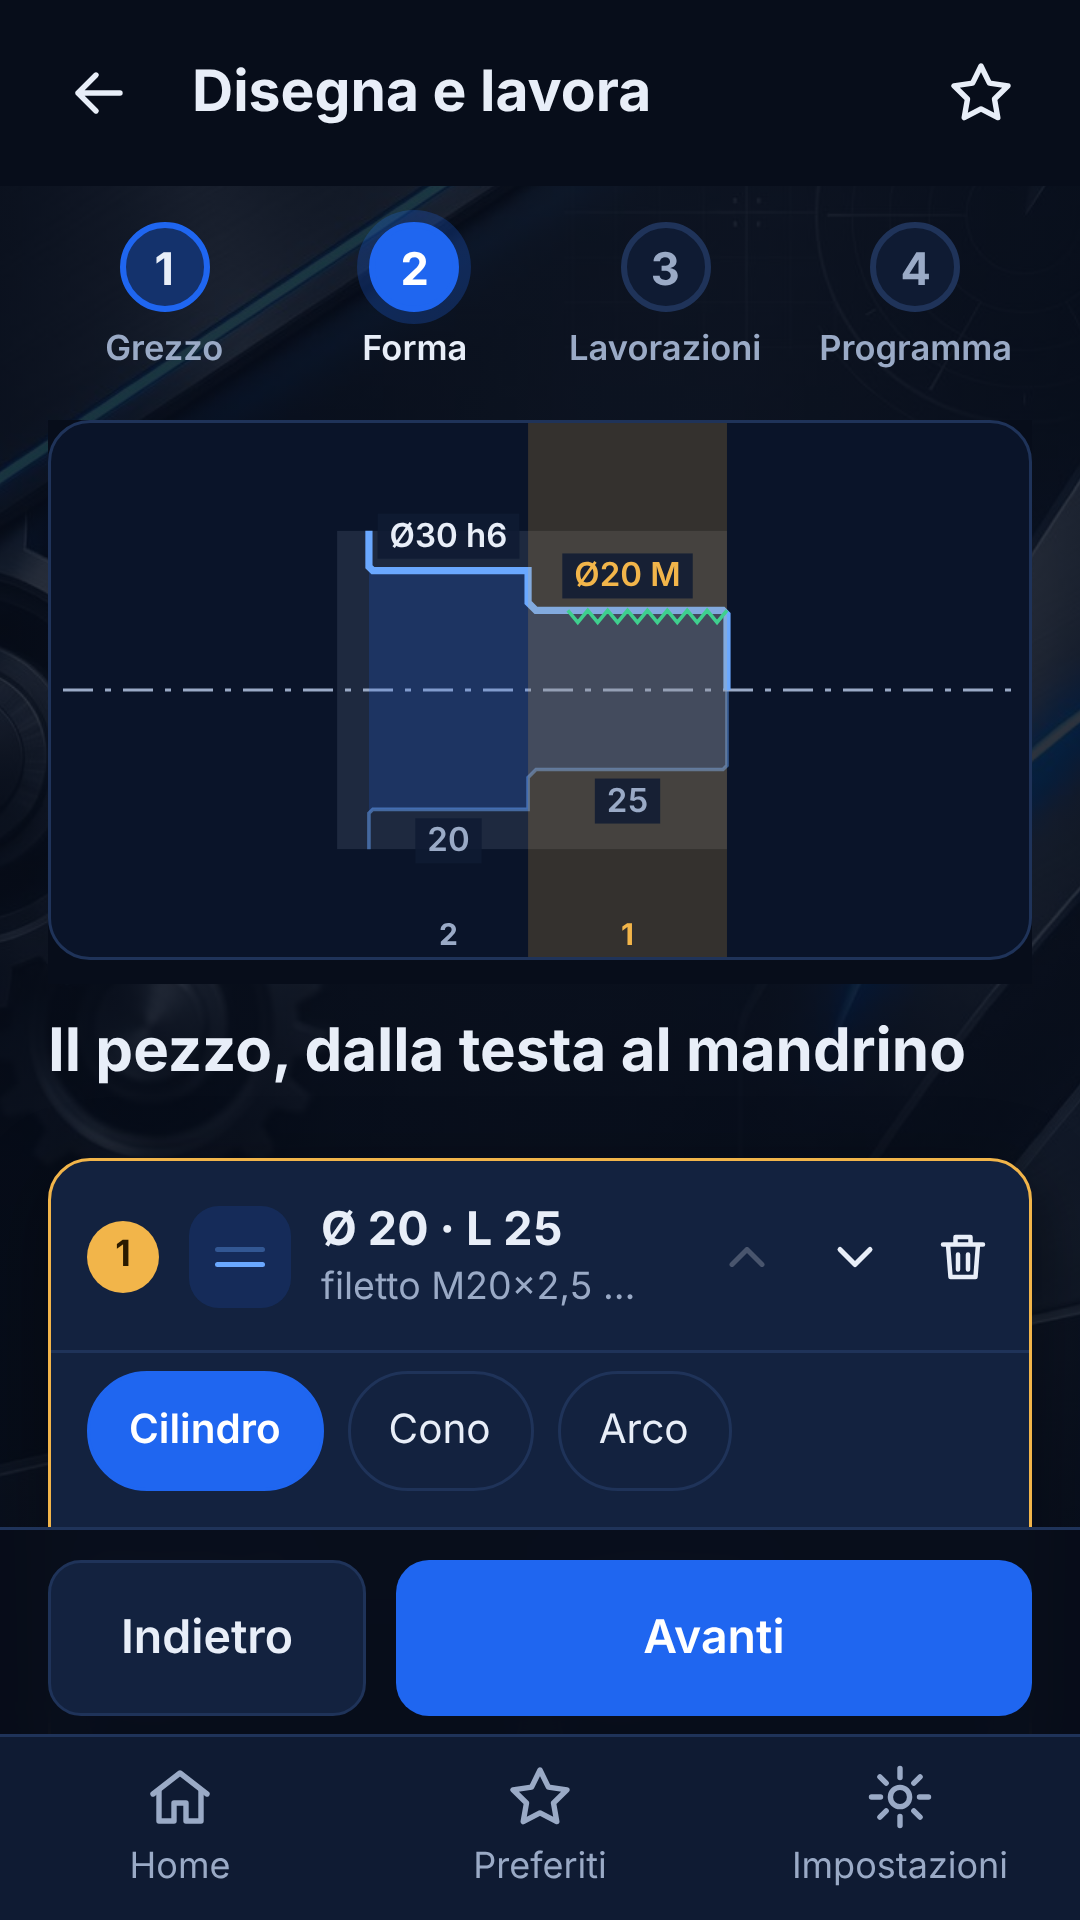 Disegna e lavora
1 2 3 4
Grezzo Forma Lavorazioni Programma
Ø30 h6
Ø20 M
25
20
2 1
Il pezzo, dalla testa al mandrino
1
Ø 20 · L 25
filetto M20×2,5 ...
Cilindro Cono Arco
Indietro Avanti
Home Preferiti Impostazioni